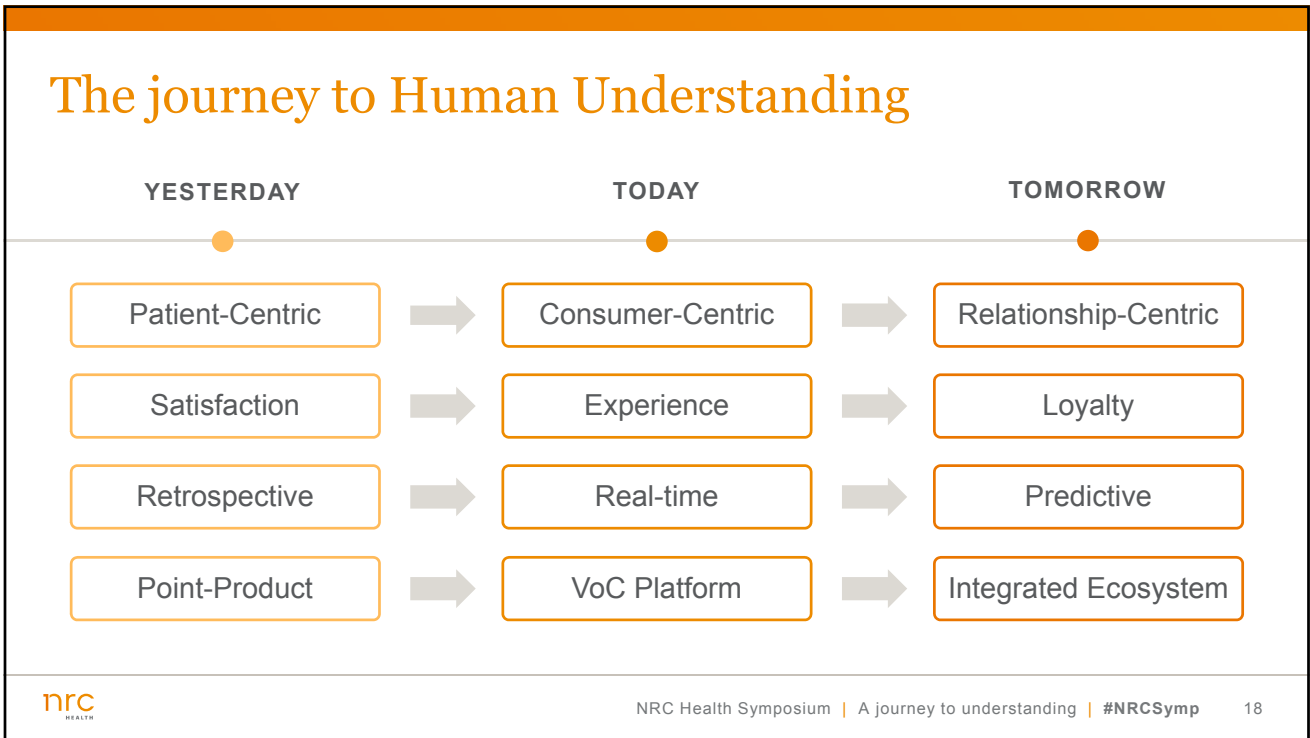 The journey to Human Understanding
YESTERDAY TODAY TOMORROW
Patient-Centric Consumer-Centric Relationship-Centric
Satisfaction Experience Loyalty
Retrospective Real-time Predictive
Point-Product VoC Platform Integrated Ecosystem
nrc
HEALTH
NRC Health Symposium | A journey to understanding | #NRCSymp 18